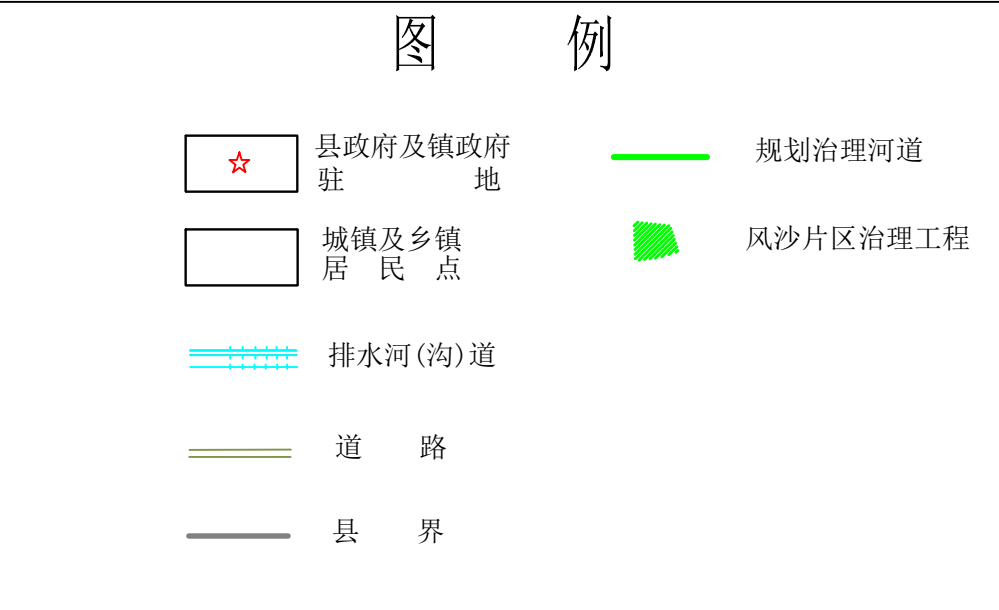 图 例
县政府及镇政府
驻 地
城镇及乡镇
居 民 点
排水河(沟)道
道 路
县 界
规划治理河道
风沙片区治理工程